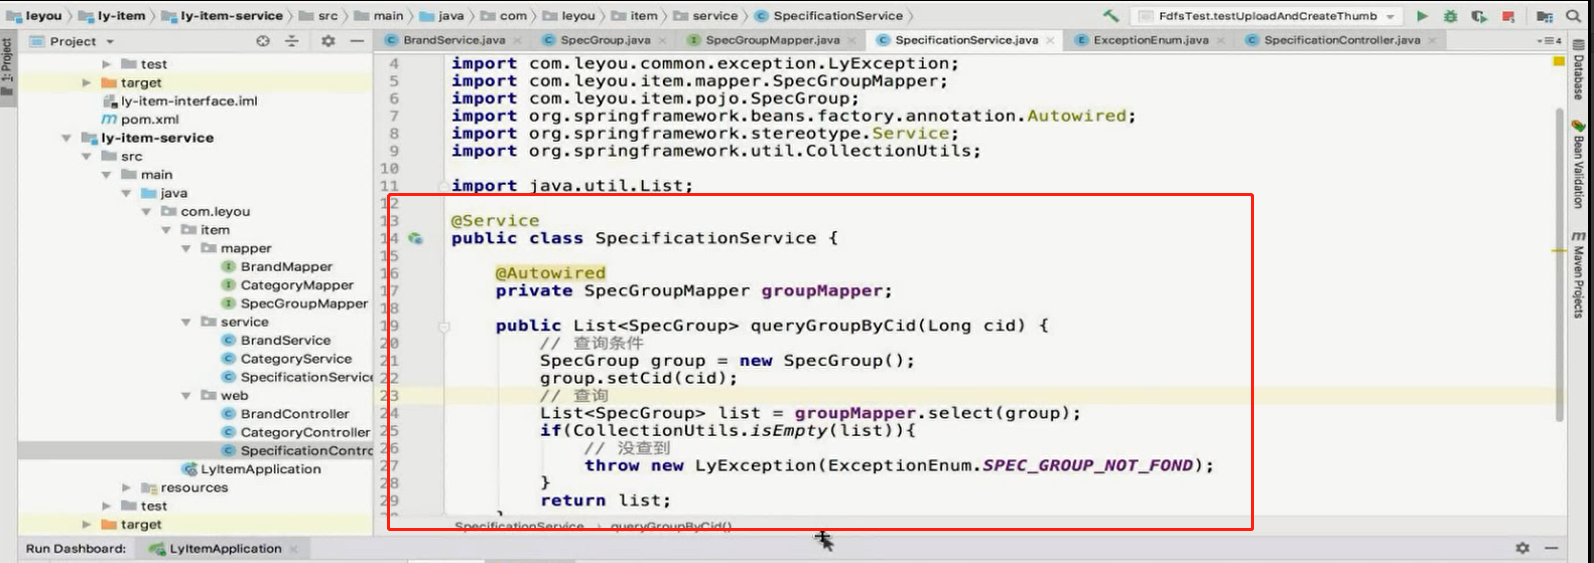 leyou ly-item ly-item-service src main java com leyou item service SpecificationService FdfsTest.testUploadAndCreateThumb
1: Project
Project
BrandService.java SpecGroup.java SpecGroupMapper.java SpecificationService.java ExceptionEnum.java SpecificationController.java 4
test
target
ly-item-interface.iml
pom.xml
ly-item-service
src
main
java
com.leyou
item
mapper
BrandMapper
CategoryMapper
SpecGroupMapper
service
BrandService
CategoryService
SpecificationService
web
BrandController
CategoryController
SpecificationContro
LyItemApplication
resources
test
target
4 import com.leyou.common.exception.LyException;
5 import com.leyou.item.mapper.SpecGroupMapper;
6 import com.leyou.item.pojo.SpecGroup;
7 import org.springframework.beans.factory.annotation.Autowired;
8 import org.springframework.stereotype.Service;
9 import org.springframework.util.CollectionUtils;
10
11 import java.util.List;
12
13 @Service
14 public class SpecificationService {
15
16 @Autowired
17 private SpecGroupMapper groupMapper;
18
19 public List<SpecGroup> queryGroupByCid(Long cid) {
20 // 查询条件
21 SpecGroup group = new SpecGroup();
22 group.setCid(cid);
23 // 查询
24 List<SpecGroup> list = groupMapper.select(group);
25 if(CollectionUtils.isEmpty(list)){
26 // 没查到
27 throw new LyException(ExceptionEnum.SPEC_GROUP_NOT_FOND);
28 }
29 return list;
SpecificationService queryGroupByCid()
Database
Bean Validation
Maven Projects
Run Dashboard: LyItemApplication